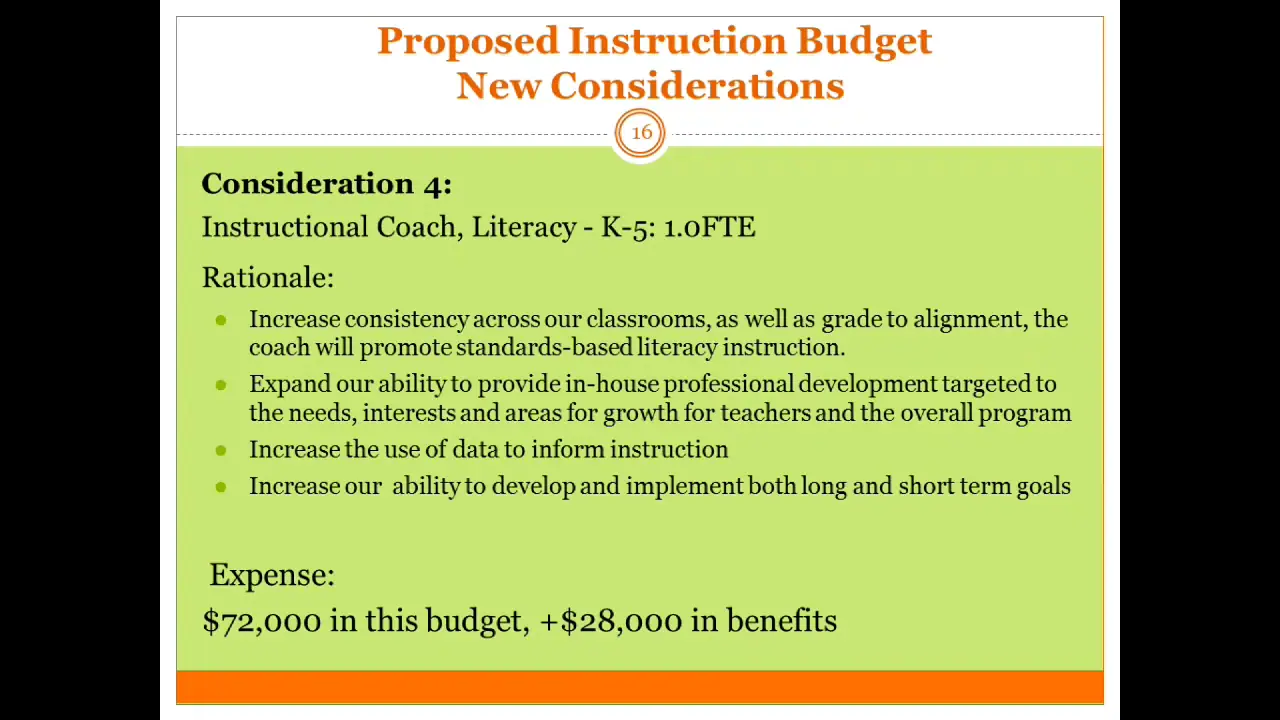 Proposed Instruction Budget
New Considerations
16
Consideration 4:
Instructional Coach, Literacy - K-5: 1.0FTE
Rationale:
● Increase consistency across our classrooms, as well as grade to alignment, the
coach will promote standards-based literacy instruction.
● Expand our ability to provide in-house professional development targeted to
the needs, interests and areas for growth for teachers and the overall program
● Increase the use of data to inform instruction
● Increase our ability to develop and implement both long and short term goals
Expense:
$72,000 in this budget, +$28,000 in benefits